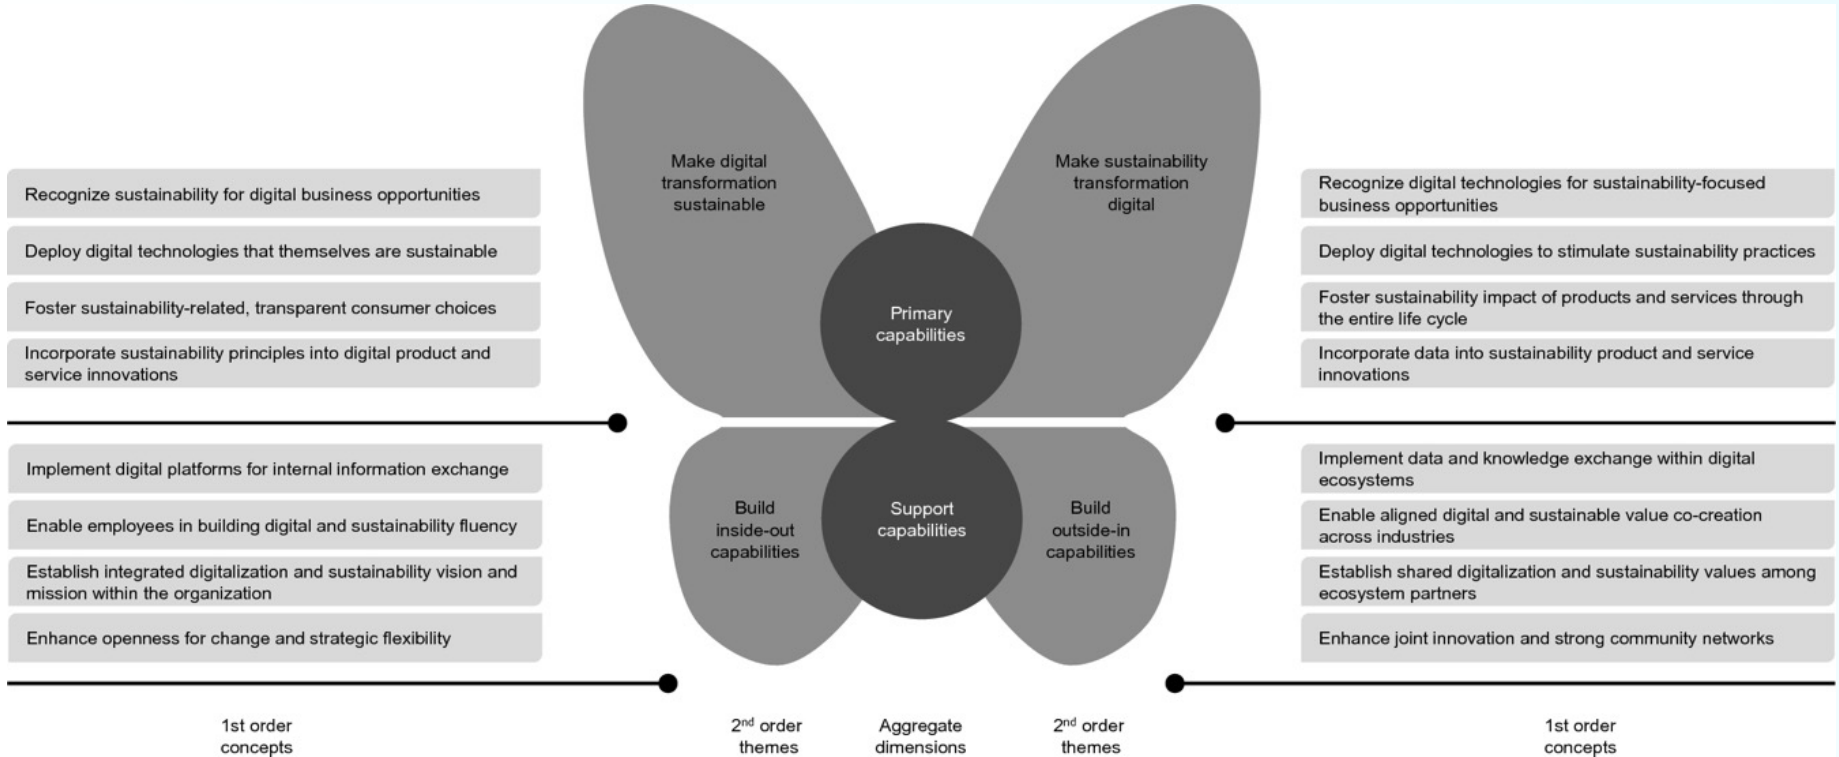 Make digital
transformation
sustainable
Make sustainability
transformation
digital
Recognize sustainability for digital business opportunities
Deploy digital technologies that themselves are sustainable
Foster sustainability-related, transparent consumer choices
Incorporate sustainability principles into digital product and
service innovations
Primary
capabilities
Recognize digital technologies for sustainability-focused
business opportunities
Deploy digital technologies to stimulate sustainability practices
Foster sustainability impact of products and services through
the entire life cycle
Incorporate data into sustainability product and service
innovations
Implement digital platforms for internal information exchange
Enable employees in building digital and sustainability fluency
Establish integrated digitalization and sustainability vision and
mission within the organization
Enhance openness for change and strategic flexibility
Build
inside-out
capabilities
Support
capabilities
Build
outside-in
capabilities
Implement data and knowledge exchange within digital
ecosystems
Enable aligned digital and sustainable value co-creation
across industries
Establish shared digitalization and sustainability values among
ecosystem partners
Enhance joint innovation and strong community networks
1st order
concepts
2nd order
themes
Aggregate
dimensions
2nd order
themes
1st order
concepts